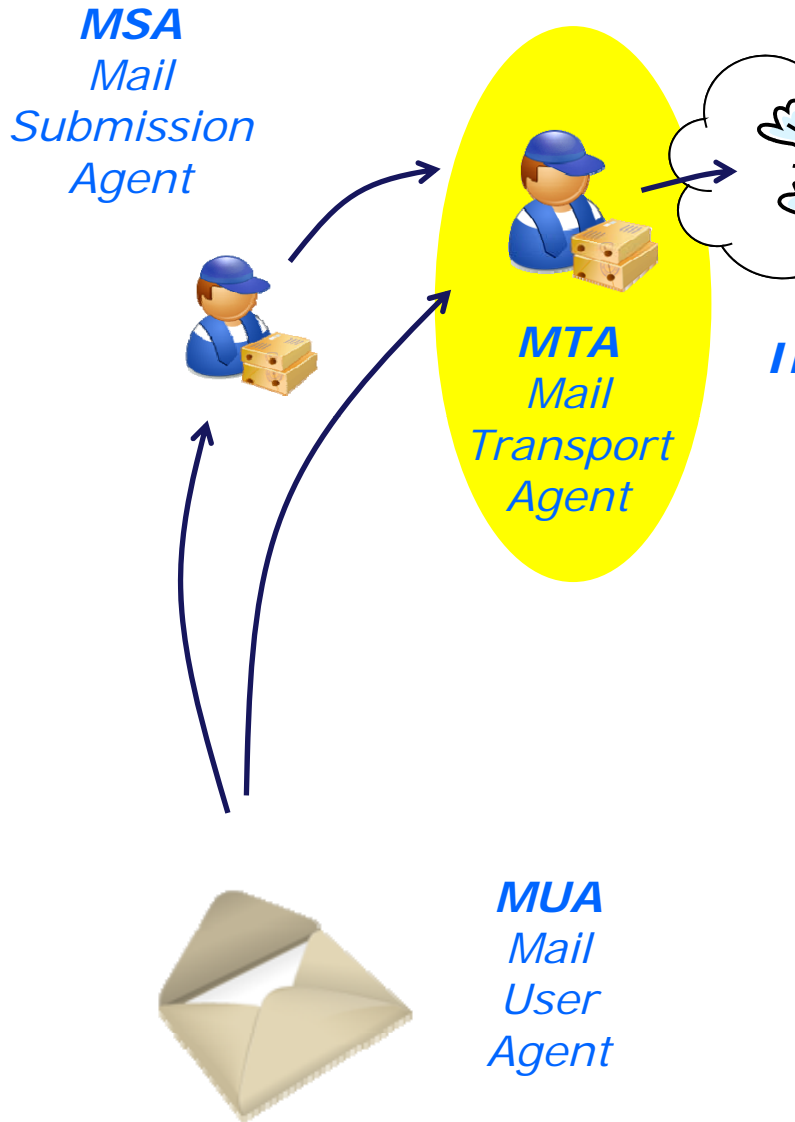 MSA
Mail
Submission
Agent
MTA
Mail
Transport
Agent
MUA
Mail
User
Agent